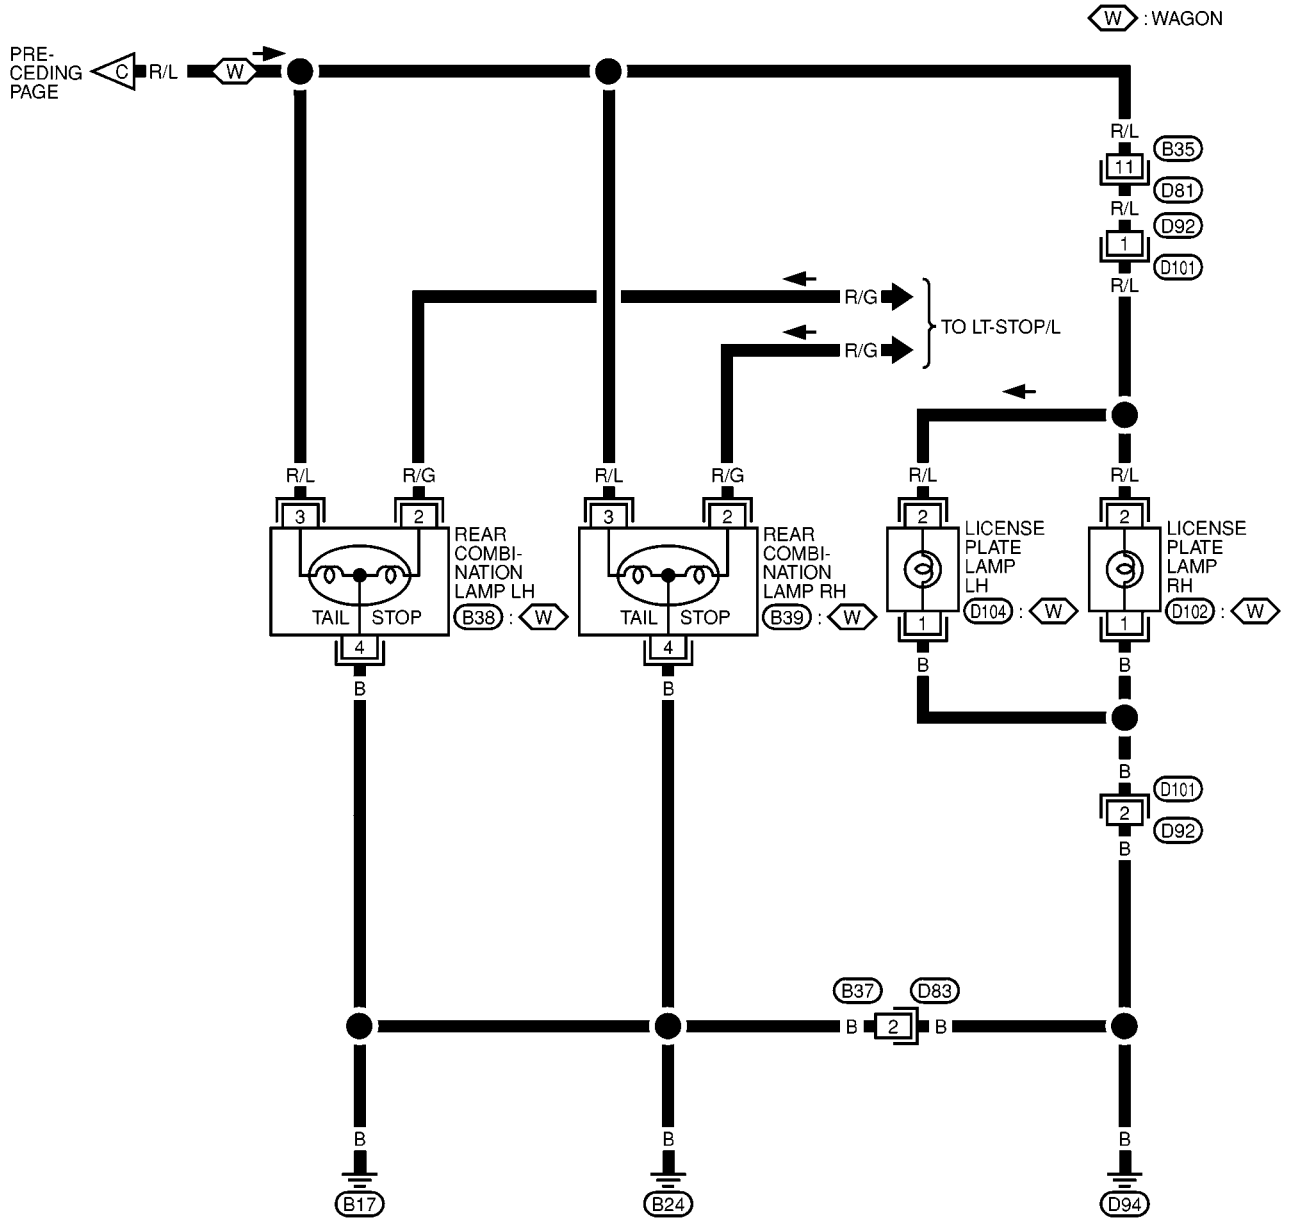 W : WAGON
PRE-
CEDING
PAGE
C R/L W
R/L
11 B35
D81
R/L
D92
1
D101
R/L
R/G
TO LT-STOP/L
R/G
R/L R/G R/L R/G R/L R/L
3 2 3 2 2 2
REAR
COMBI-
NATION
LAMP LH
B38 : W
TAIL STOP
4
B
REAR
COMBI-
NATION
LAMP RH
B39 : W
TAIL STOP
4
B
LICENSE
PLATE
LAMP
LH
D104 : W
1
B
LICENSE
PLATE
LAMP
RH
D102 : W
1
B
B
D101
2
D92
B
B37 D83
B 2 B
B B B
B17 B24 D94